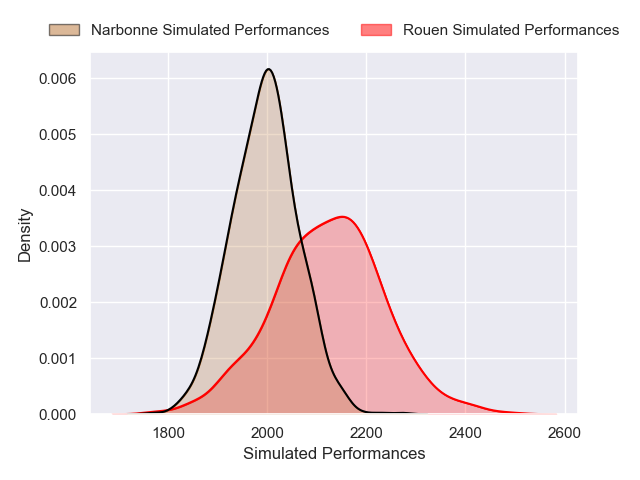 Narbonne Simulated Performances Rouen Simulated Performances
0.006
0.005
0.004
0.003
0.002
0.001
0.000
Density
1800 2000 2200 2400 2600
Simulated Performances